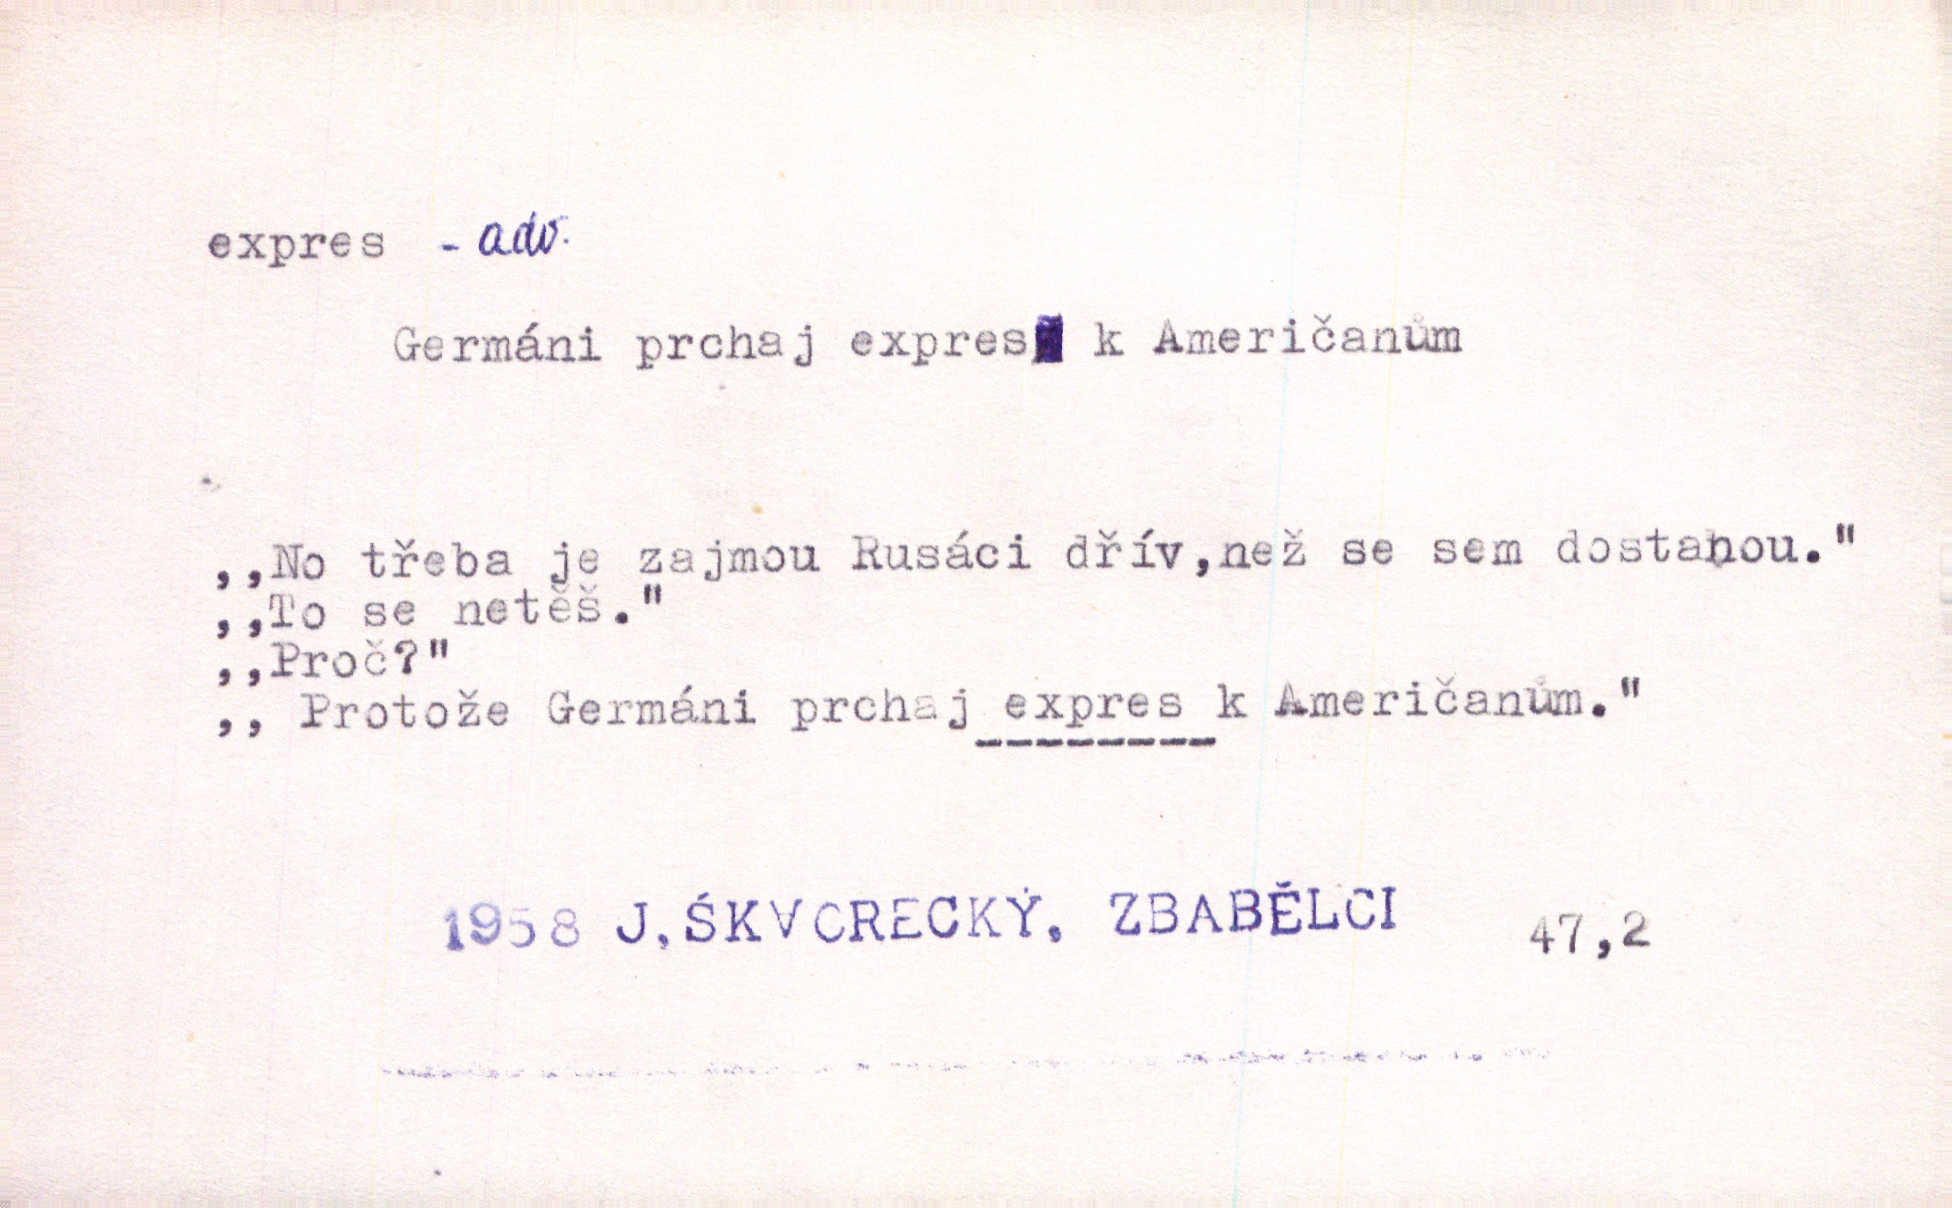 expres - adv.
Germáni prchaj expres k Američanům
,,No třeba je zajmou Rusáci dřív,než se sem dostanou."
,,To se netěš."
,,Proč?"
,, Protože Germáni prchaj expres k Američanům."
1958 J. ŠKVORECKÝ, ZBABĚLCI 47,2